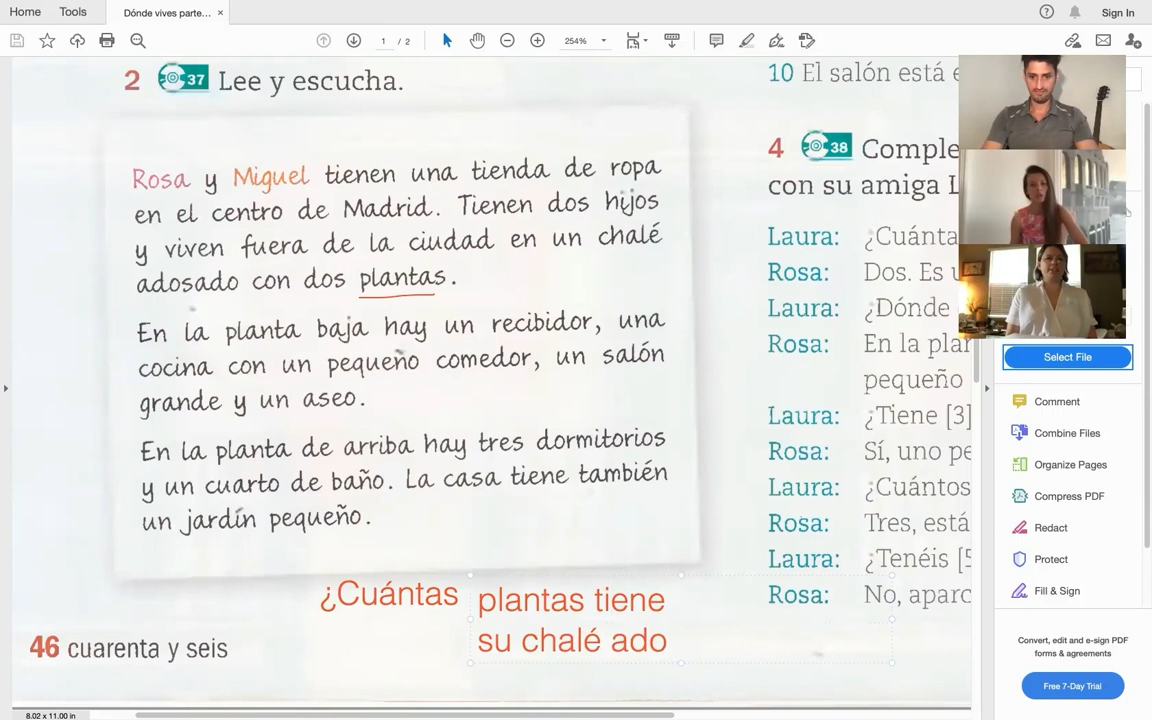 Home Tools Dónde vives parte... × Sign In
1 / 2 254%
2 37 Lee y escucha.
Rosa y Miguel tienen una tienda de ropa
en el centro de Madrid. Tienen dos hijos
y viven fuera de la ciudad en un chalé
adosado con dos plantas.
En la planta baja hay un recibidor, una
cocina con un pequeño comedor, un salón
grande y un aseo.
En la planta de arriba hay tres dormitorios
y un cuarto de baño. La casa tiene también
un jardín pequeño.
¿Cuántas plantas tiene
su chalé ado
46 cuarenta y seis
10 El salón está
4 38 Comple
con su amiga L
Laura: ¿Cuánta
Rosa: Dos. Es u
Laura: ¿Dónde
Rosa: En la plan
pequeño
Laura: ¿Tiene [3]
Rosa: Sí, uno pe
Laura: ¿Cuántos
Rosa: Tres, está
Laura: ¿Tenéis [5
Rosa: No, aparc
Select File
Comment
Combine Files
Organize Pages
Compress PDF
Redact
Protect
Fill & Sign
Convert, edit and e-sign PDF
forms & agreements
Free 7-Day Trial
8.02 x 11.00 in